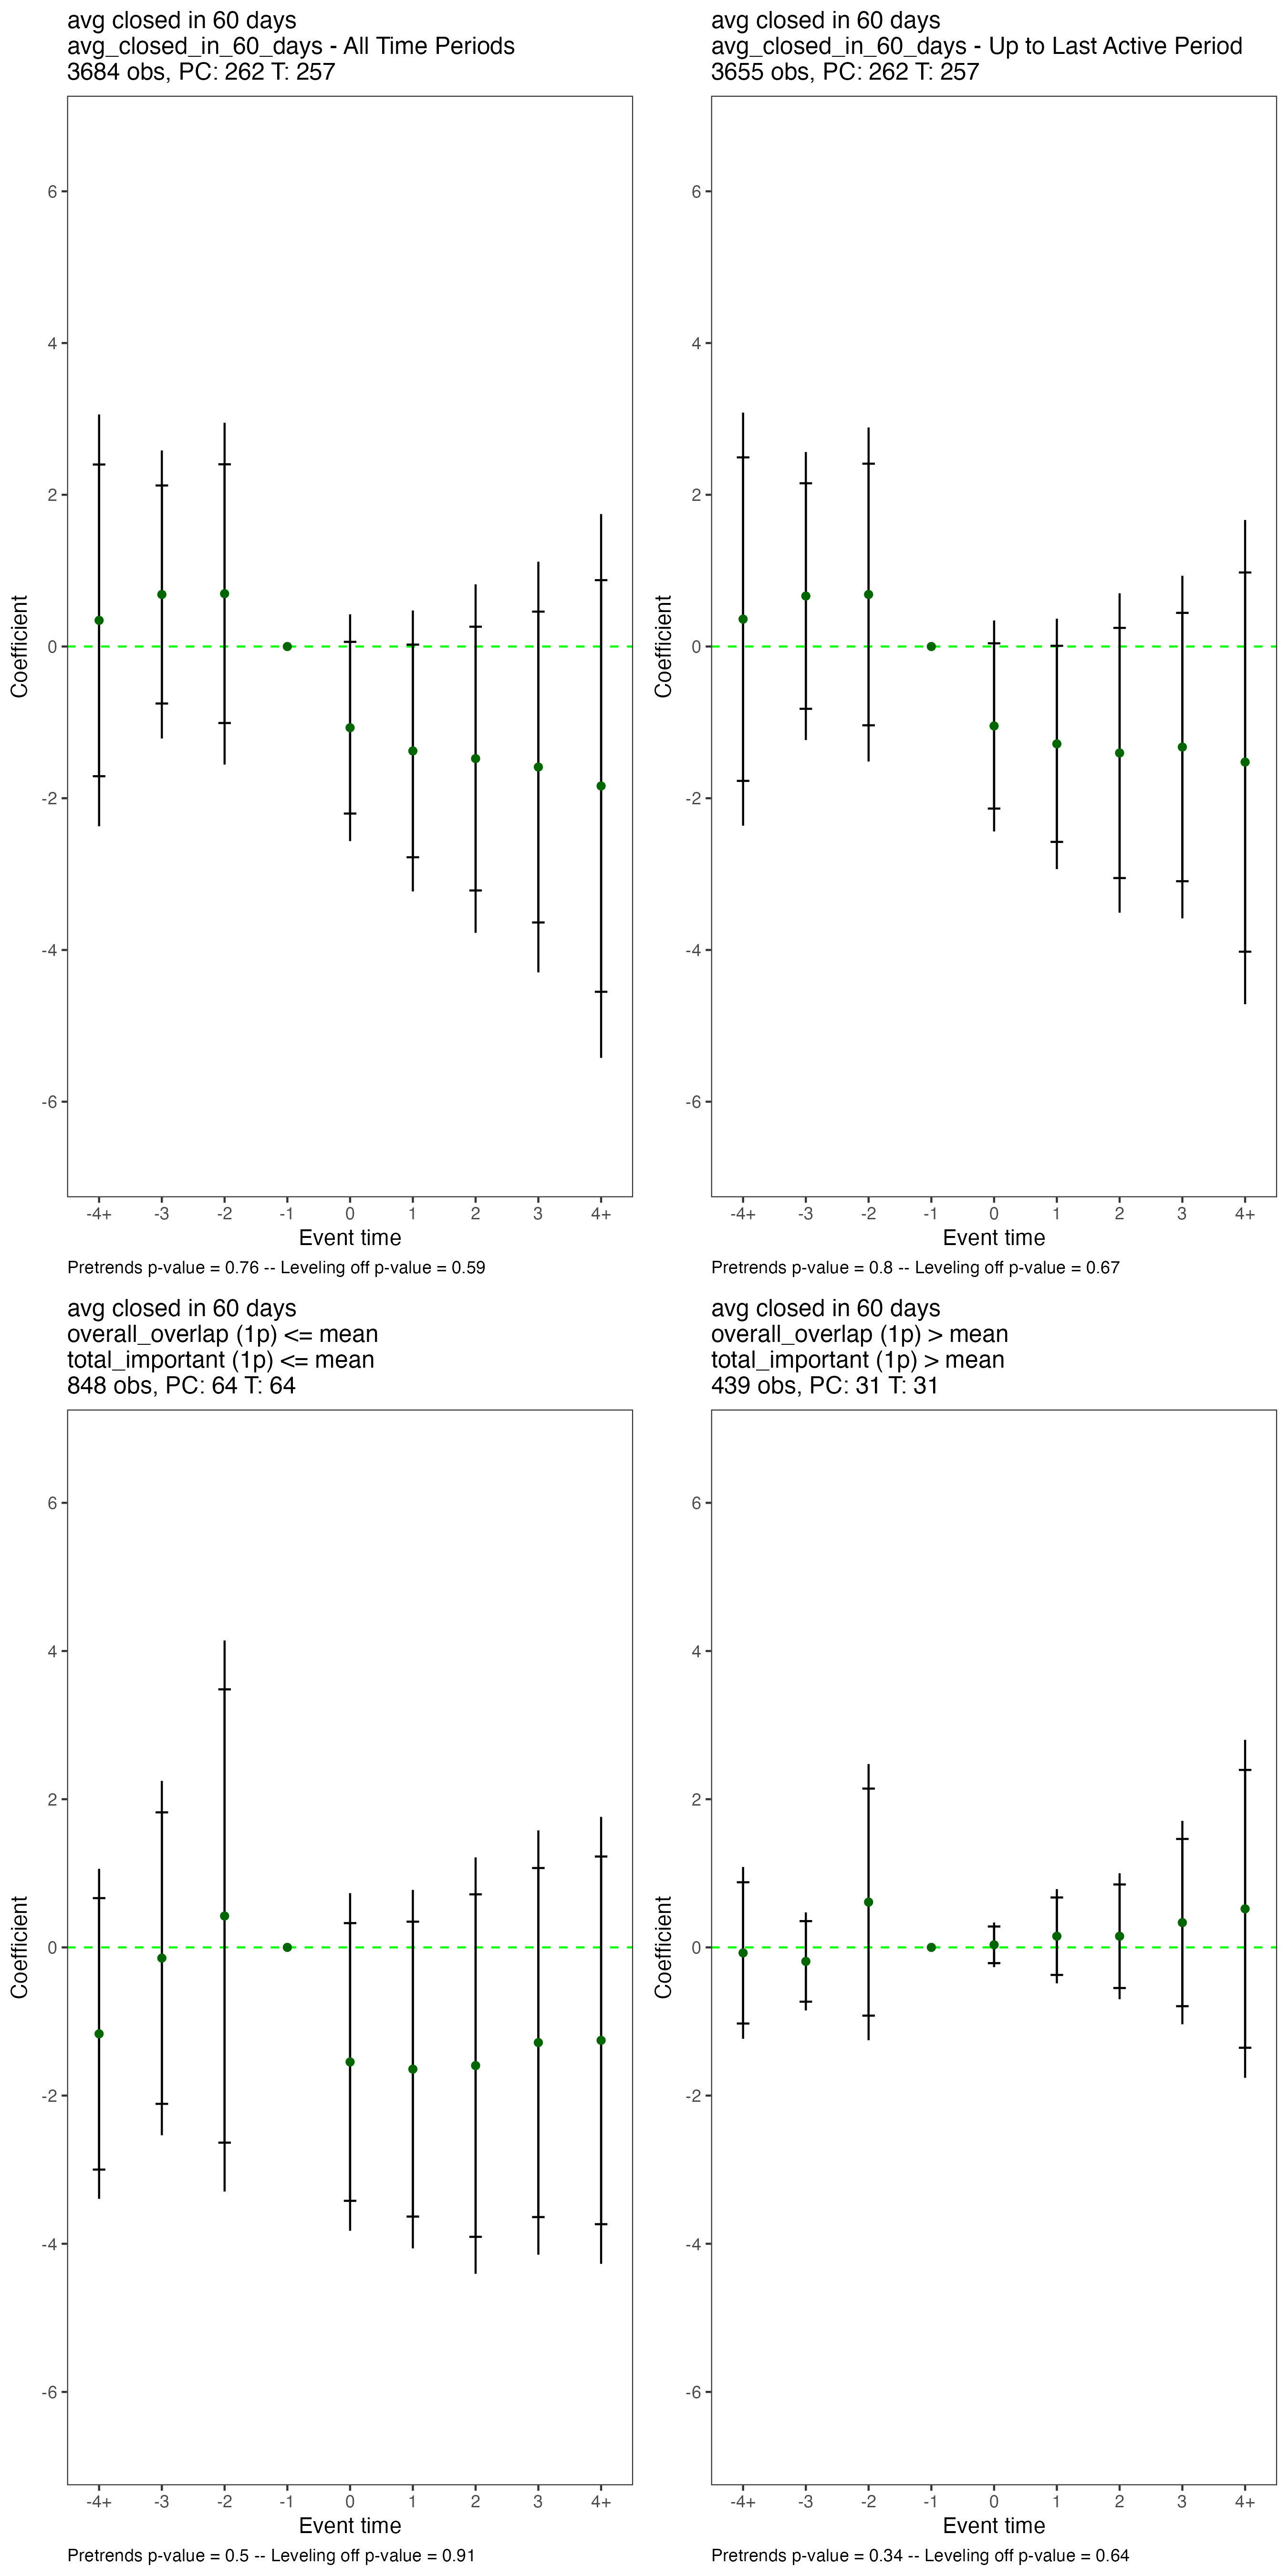 avg closed in 60 days
avg_closed_in_60_days - All Time Periods
3684 obs, PC: 262 T: 257
6
4
2
0
-2
-4
-6
Coefficient
-4+ -3 -2 -1 0 1 2 3 4+
Event time
Pretrends p-value = 0.76 -- Leveling off p-value = 0.59
avg closed in 60 days
avg_closed_in_60_days - Up to Last Active Period
3655 obs, PC: 262 T: 257
6
4
2
0
-2
-4
-6
Coefficient
-4+ -3 -2 -1 0 1 2 3 4+
Event time
Pretrends p-value = 0.8 -- Leveling off p-value = 0.67
avg closed in 60 days
overall_overlap (1p) <= mean
total_important (1p) <= mean
848 obs, PC: 64 T: 64
6
4
2
0
-2
-4
-6
Coefficient
-4+ -3 -2 -1 0 1 2 3 4+
Event time
Pretrends p-value = 0.5 -- Leveling off p-value = 0.91
avg closed in 60 days
overall_overlap (1p) > mean
total_important (1p) > mean
439 obs, PC: 31 T: 31
6
4
2
0
-2
-4
-6
Coefficient
-4+ -3 -2 -1 0 1 2 3 4+
Event time
Pretrends p-value = 0.34 -- Leveling off p-value = 0.64